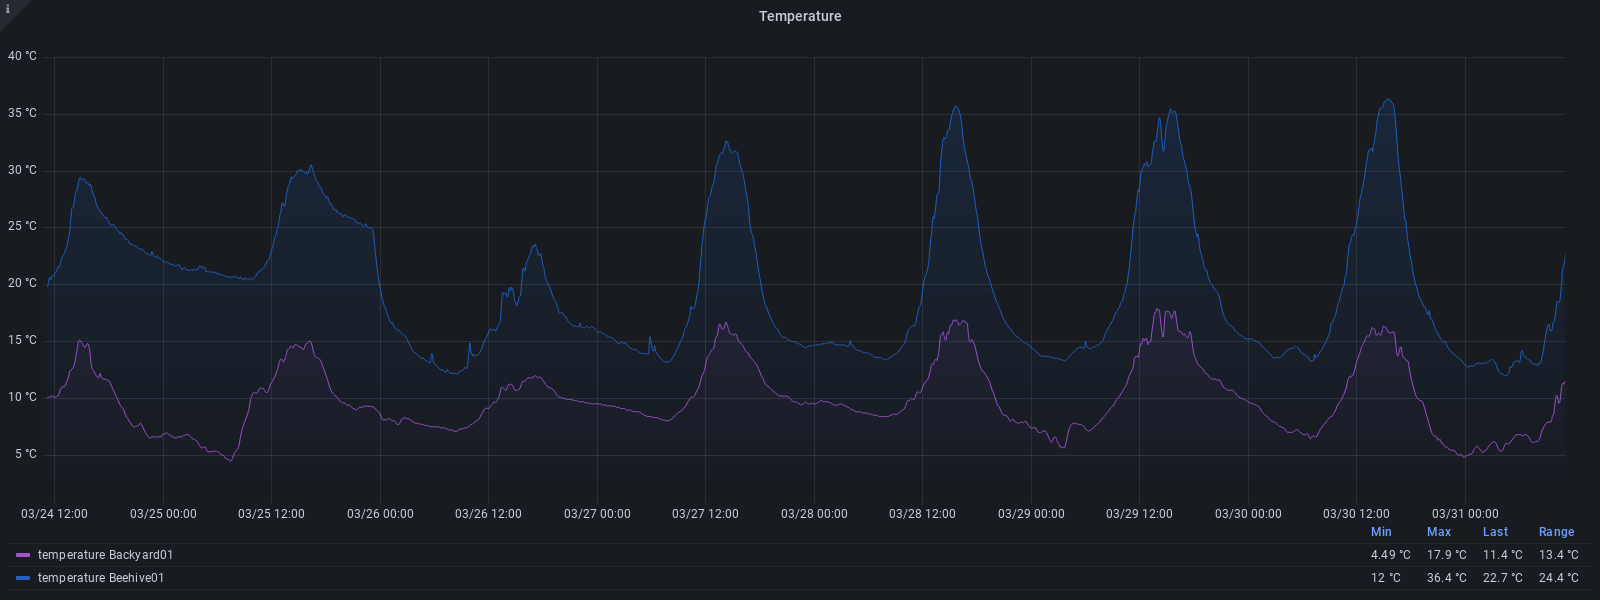 i
Temperature
40 °C
35 °C
30 °C
25 °C
20 °C
15 °C
10 °C
5 °C
03/24 12:00 03/25 00:00 03/25 12:00 03/26 00:00 03/26 12:00 03/27 00:00 03/27 12:00 03/28 00:00 03/28 12:00 03/29 00:00 03/29 12:00 03/30 00:00 03/30 12:00 03/31 00:00
Min Max Last Range
temperature Backyard01 4.49 °C 17.9 °C 11.4 °C 13.4 °C
temperature Beehive01 12 °C 36.4 °C 22.7 °C 24.4 °C